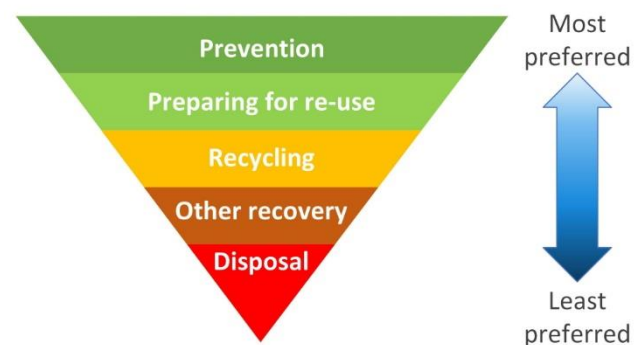 Prevention
Preparing for re-use
Recycling
Other recovery
Disposal
Most
preferred
Least
preferred